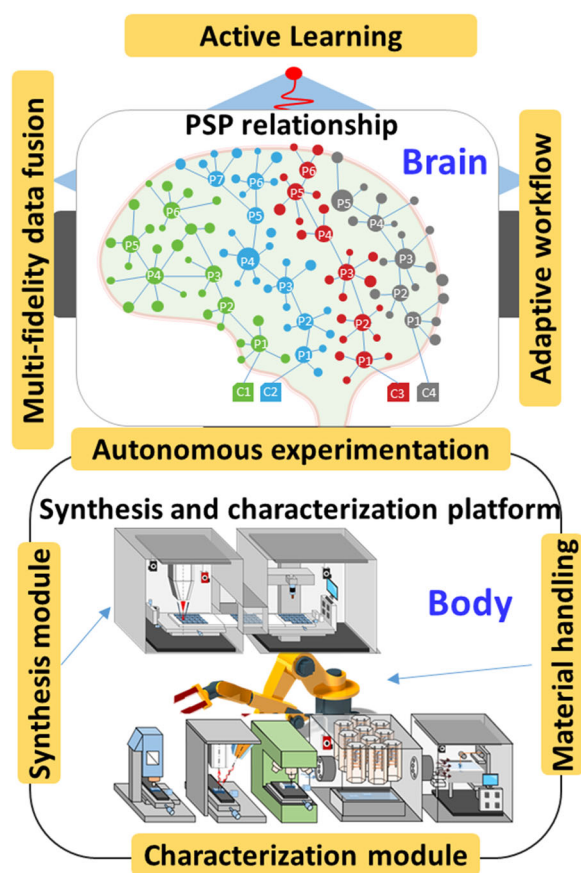 Active Learning
Multi-fidelity data fusion
PSP relationship
Brain
Adaptive workflow
P7
P6
P6
P6
P5
P5
P5
P5
P4
P4
P4
P4
P3
P3
P3
P3
P2
P2
P2
P2
P1
P1
P1
P1
C1
C2
C3
C4
Autonomous experimentation
Synthesis and characterization platform
Synthesis module
Body
Material handling
Characterization module